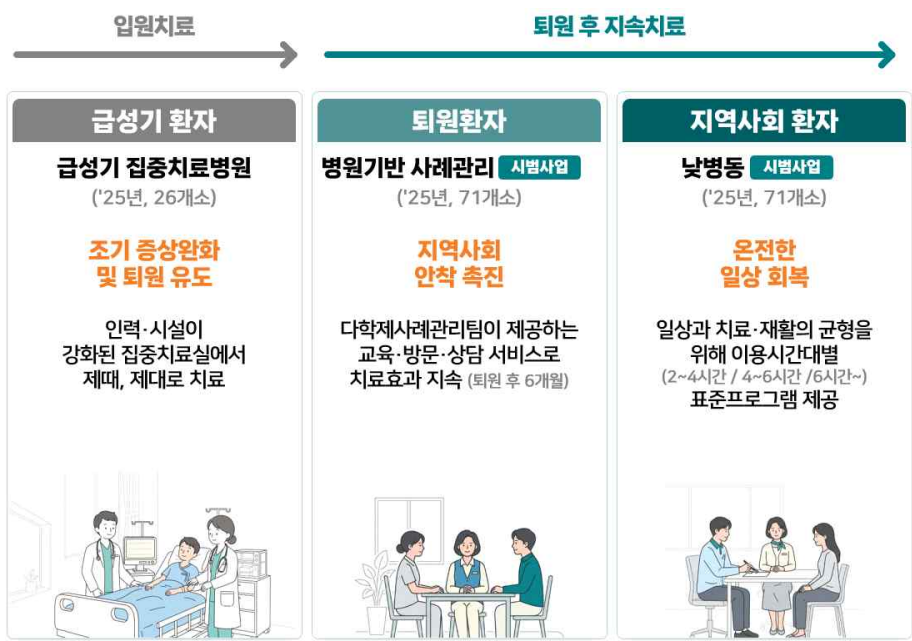 입원치료
퇴원 후 지속치료
급성기 환자
급성기 집중치료병원
('25년, 26개소)
조기 증상완화
및 퇴원 유도
인력·시설이
강화된 집중치료실에서
제때, 제대로 치료
퇴원환자
병원기반 사례관리 시범사업
('25년, 71개소)
지역사회
안착 촉진
다학제사례관리팀이 제공하는
교육·방문·상담 서비스로
치료효과 지속 (퇴원 후 6개월)
지역사회 환자
낮병동 시범사업
('25년, 71개소)
온전한
일상 회복
일상과 치료·재활의 균형을
위해 이용시간대별
(2~4시간 / 4~6시간 /6시간~)
표준프로그램 제공